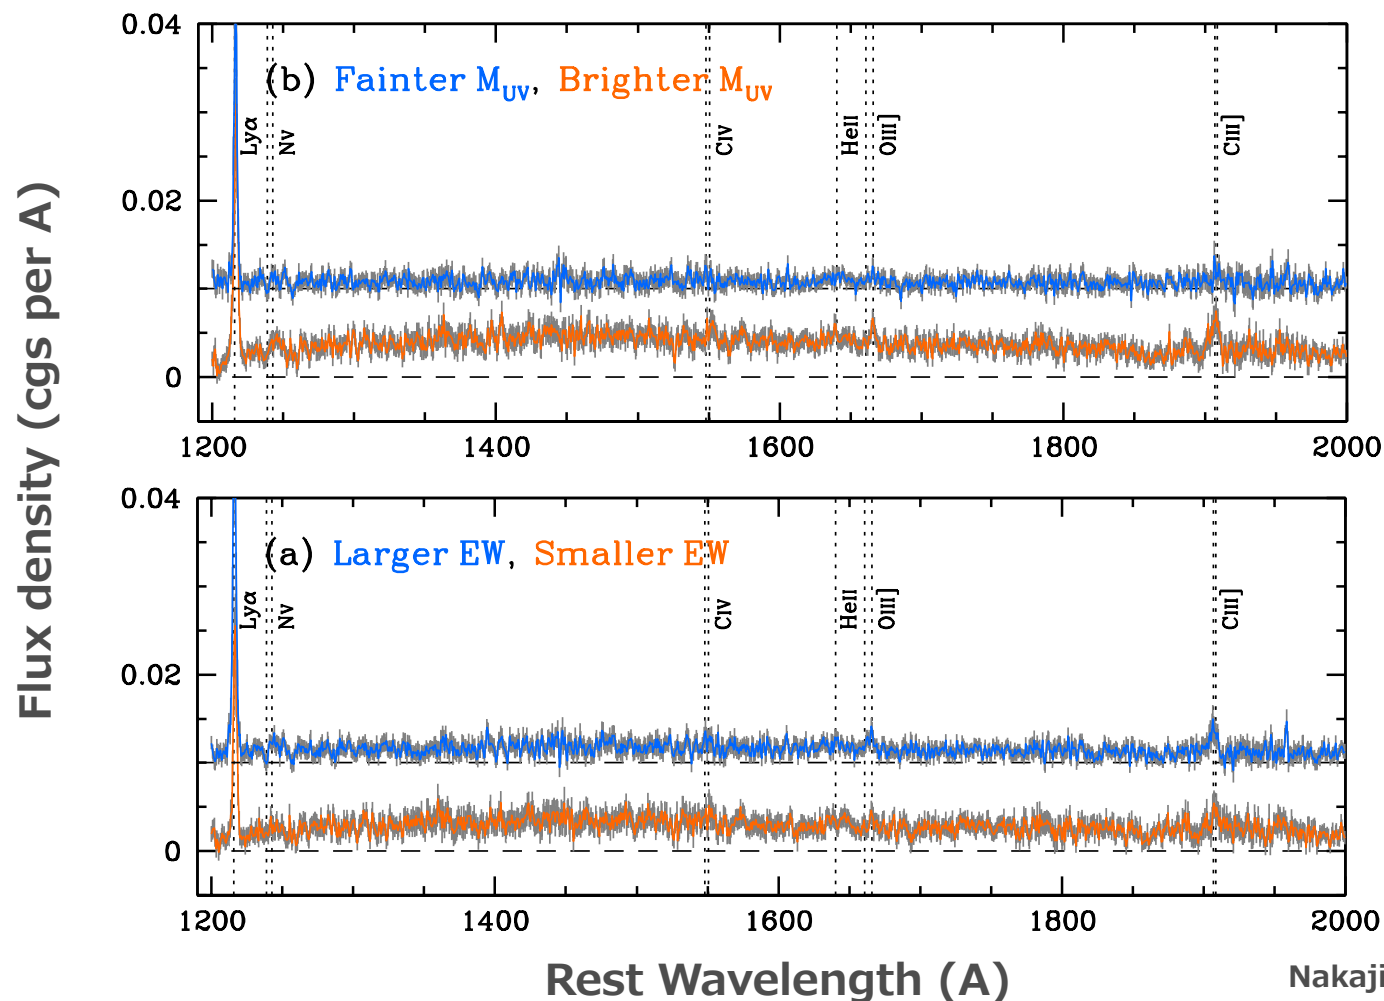 0.04
(b) Fainter MUV, Brighter MUV
Lyα
NV
CIV
HeII
OIII]
CIII]
0.02
0
1200
1400
1600
1800
2000
0.04
(a) Larger EW, Smaller EW
Lyα
NV
CIV
HeII
OIII]
CIII]
0.02
0
1200
1400
1600
1800
2000
Flux density (cgs per A)
Rest Wavelength (A)
Nakaji